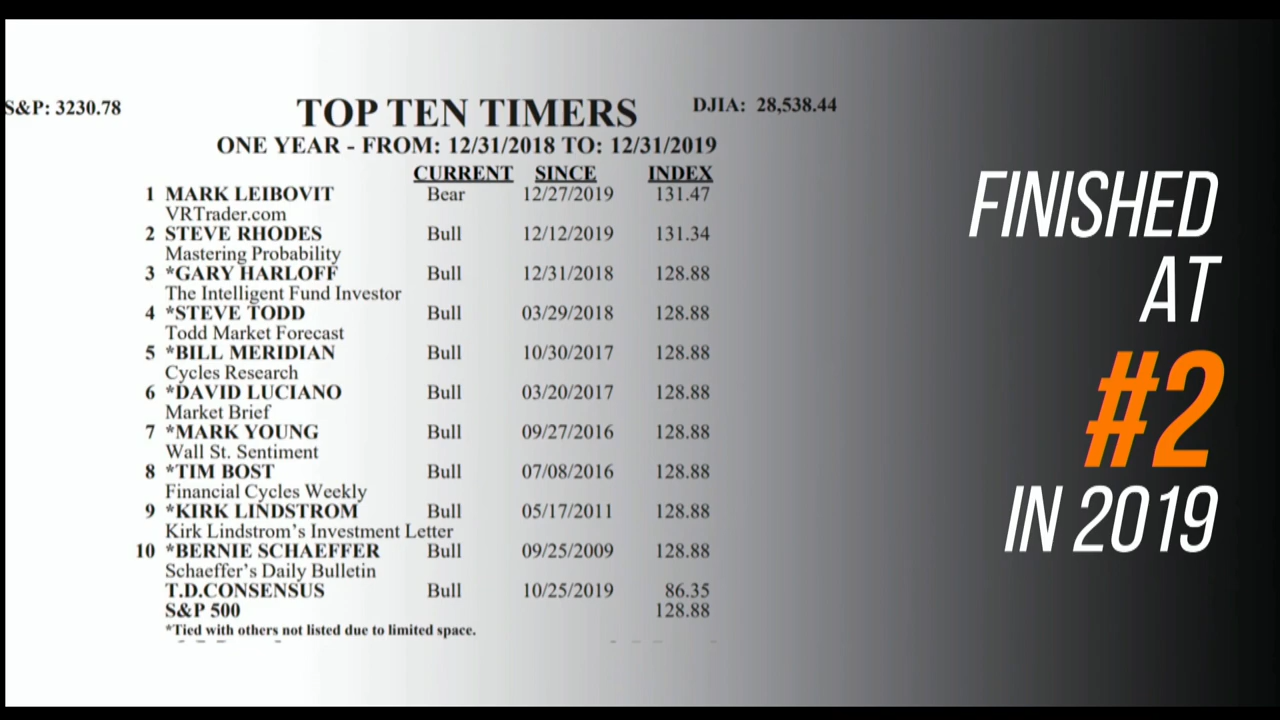 S&P: 3230.78
TOP TEN TIMERS
DJIA: 28,538.44
ONE YEAR - FROM: 12/31/2018 TO: 12/31/2019
CURRENT SINCE INDEX
1 MARK LEIBOVIT Bear 12/27/2019 131.47
VRTrader.com
2 STEVE RHODES Bull 12/12/2019 131.34
Mastering Probability
3 *GARY HARLOFF Bull 12/31/2018 128.88
The Intelligent Fund Investor
4 *STEVE TODD Bull 03/29/2018 128.88
Todd Market Forecast
5 *BILL MERIDIAN Bull 10/30/2017 128.88
Cycles Research
6 *DAVID LUCIANO Bull 03/20/2017 128.88
Market Brief
7 *MARK YOUNG Bull 09/27/2016 128.88
Wall St. Sentiment
8 *TIM BOST Bull 07/08/2016 128.88
Financial Cycles Weekly
9 *KIRK LINDSTROM Bull 05/17/2011 128.88
Kirk Lindstrom's Investment Letter
10 *BERNIE SCHAEFFER Bull 09/25/2009 128.88
Schaeffer's Daily Bulletin
T.D.CONSENSUS Bull 10/25/2019 86.35
S&P 500 128.88
*Tied with others not listed due to limited space.
FINISHED
AT
#2
IN 2019